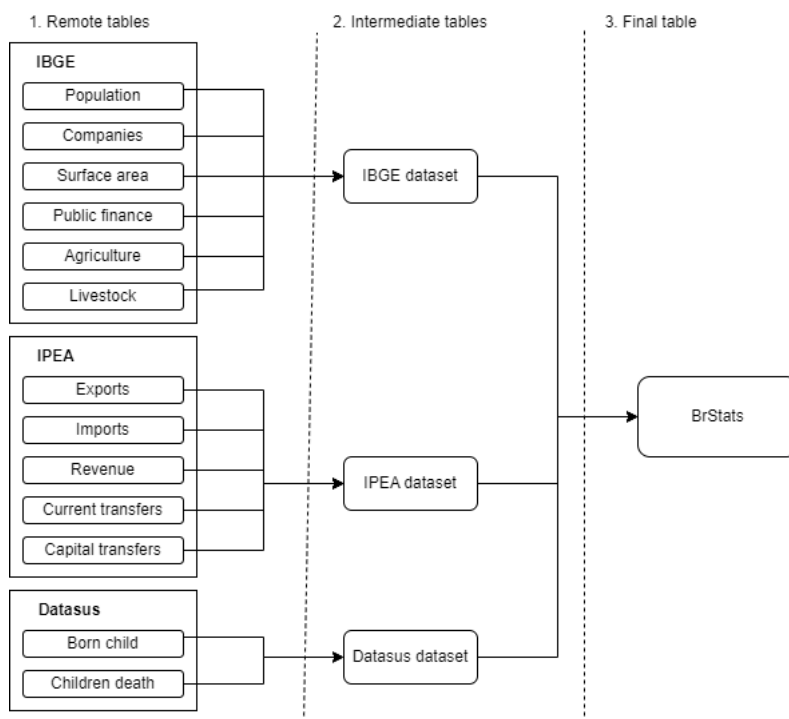 1. Remote tables
2. Intermediate tables
3. Final table
IBGE
Population
Companies
Surface area
Public finance
Agriculture
Livestock
IBGE dataset
IPEA
Exports
Imports
Revenue
Current transfers
Capital transfers
IPEA dataset
Datasus
Born child
Children death
Datasus dataset
BrStats